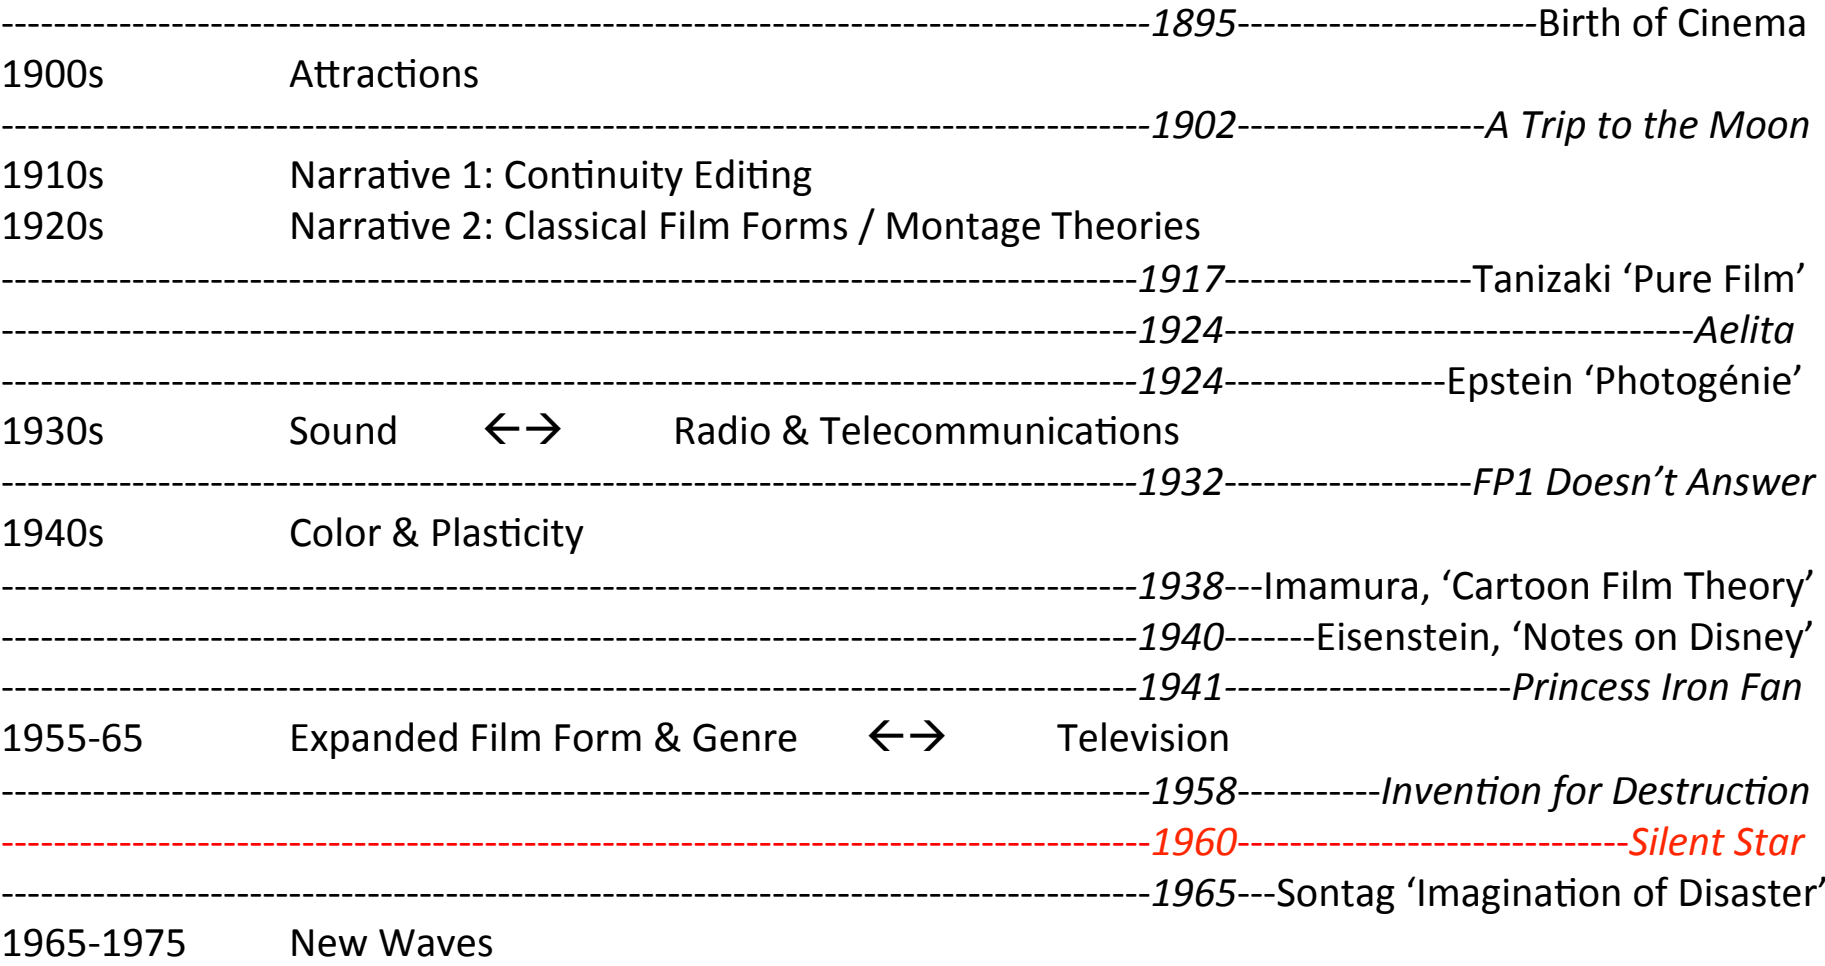 --------------------------------------------------------------------------------1895-----------------------Birth of Cinema
1900s Attractions
--------------------------------------------------------------------------------1902-------------------A Trip to the Moon
1910s Narrative 1: Continuity Editing
1920s Narrative 2: Classical Film Forms / Montage Theories
--------------------------------------------------------------------------------1917-------------------Tanizaki ‘Pure Film’
--------------------------------------------------------------------------------1924------------------------------------Aelita
--------------------------------------------------------------------------------1924-----------------Epstein ‘Photogénie’
1930s Sound ←→ Radio & Telecommunications
--------------------------------------------------------------------------------1932-------------------FP1 Doesn’t Answer
1940s Color & Plasticity
--------------------------------------------------------------------------------1938---Imamura, ‘Cartoon Film Theory’
--------------------------------------------------------------------------------1940-------Eisenstein, ‘Notes on Disney’
--------------------------------------------------------------------------------1941----------------------Princess Iron Fan
1955-65 Expanded Film Form & Genre ←→ Television
--------------------------------------------------------------------------------1958-----------Invention for Destruction
--------------------------------------------------------------------------------1960------------------------------Silent Star
--------------------------------------------------------------------------------1965---Sontag ‘Imagination of Disaster’
1965-1975 New Waves